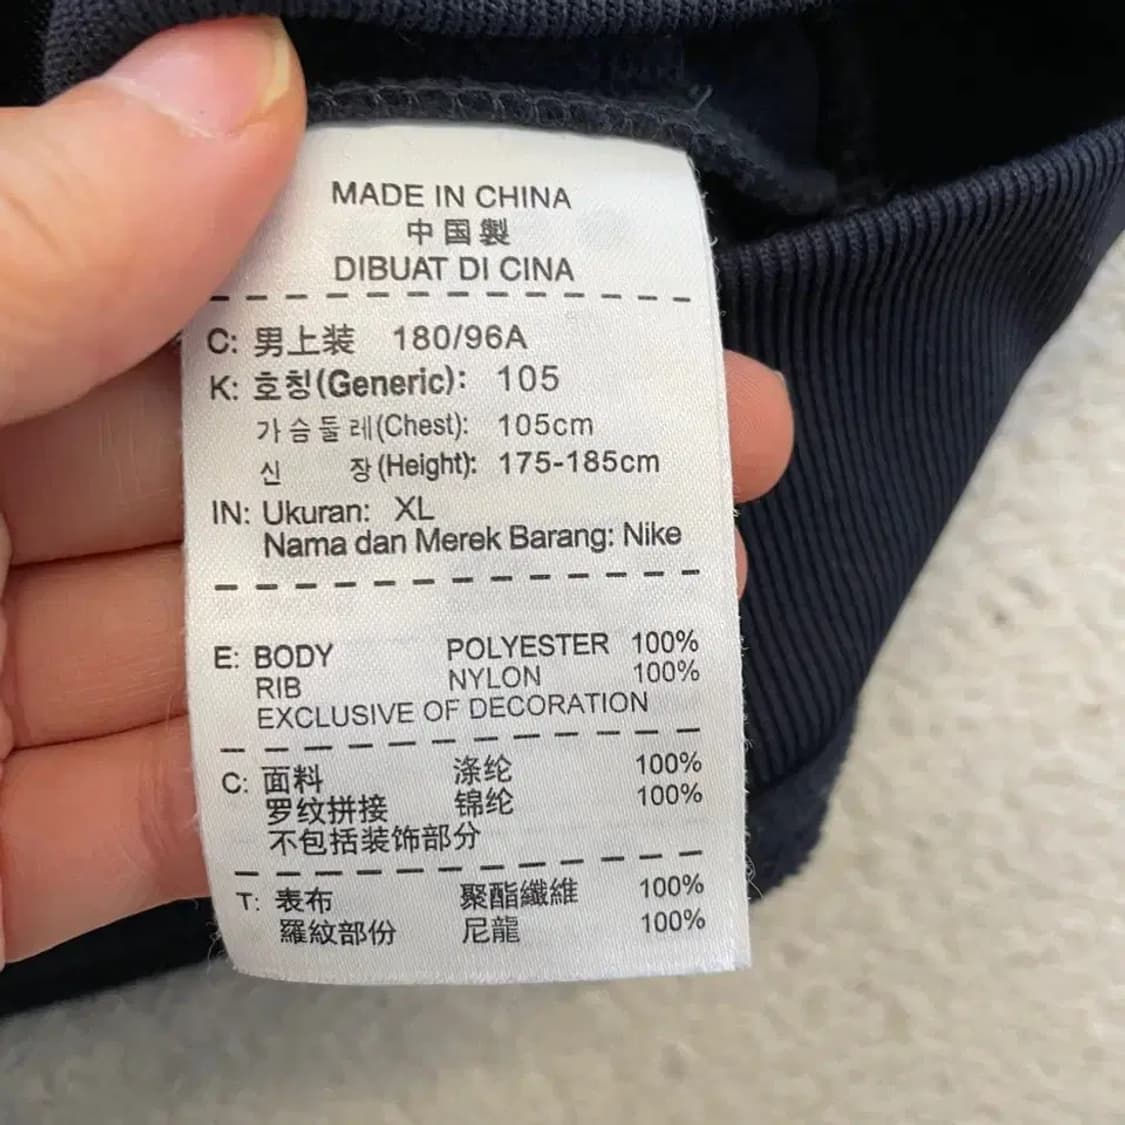 MADE IN CHINA
中国製
DIBUAT DI CINA
C: 男上装 180/96A
K: 호칭(Generic): 105
가슴둘레(Chest): 105cm
신 장(Height): 175-185cm
IN: Ukuran: XL
Nama dan Merek Barang: Nike
E: BODY POLYESTER 100%
RIB NYLON 100%
EXCLUSIVE OF DECORATION
C: 面料 涤纶 100%
罗纹拼接 锦纶 100%
不包括装饰部分
T: 表布 聚酯纖維 100%
羅紋部份 尼龍 100%